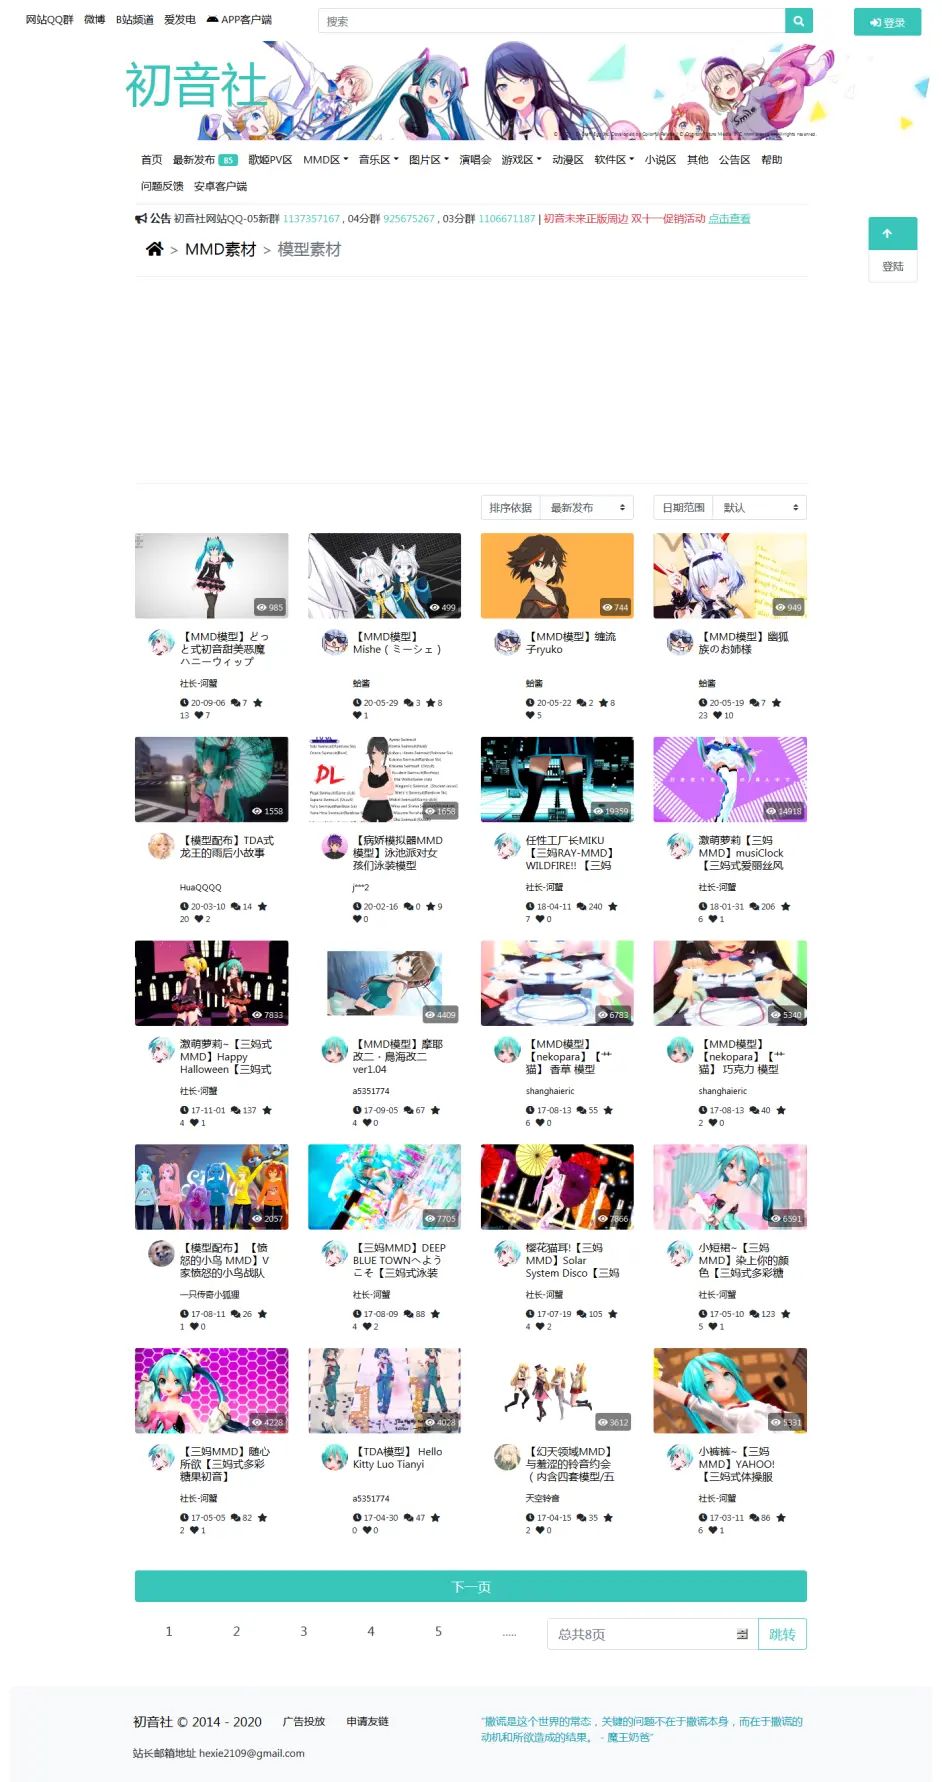 网站QQ群 微博 B站频道 爱发电 APP客户端 搜索 登录
初音社
首页 最新发布 85 歌姬PV区 MMD区 音乐区 图片区 演唱会 游戏区 动漫区 软件区 小说区 其他 公告区 帮助
问题反馈 安卓客户端
公告 初音社网站QQ-05新群 1137357167 , 04分群 925675267 , 03分群 1106671187 | 初音未来正版周边 双十一促销活动 点击查看
登陆
> MMD素材 > 模型素材
排序依据 最新发布 日期范围 默认
985 499 744 949
【MMD模型】どっと式初音甜美恶魔ハニーウィップ
社长-河蟹
20-09-06 7 13 7
【MMD模型】Mishe（ミーシェ）
蛤酱
20-05-29 3 8 1
【MMD模型】缠流子ryuko
蛤酱
20-05-22 2 8 5
【MMD模型】幽狐族のお姉様
蛤酱
20-05-19 7 23 10
1558 1658 19359 14918
DL
【模型配布】TDA式龙王的雨后小故事
HuaQQQQ
20-03-10 14 20 2
【病娇模拟器MMD模型】泳池派对女孩们泳装模型
j***2
20-02-16 0 9 0
任性工厂长MIKU【三妈RAY-MMD】WILDFIRE!! 【三妈
社长-河蟹
18-04-11 240 7 0
激萌萝莉【三妈MMD】musiClock【三妈式爱丽丝风
社长-河蟹
18-01-31 206 6 1
7833 4409 6783 5340
激萌萝莉~【三妈式MMD】Happy Halloween【三妈式
社长-河蟹
17-11-01 137 4 1
【MMD模型】摩耶改二・鳥海改二 ver1.04
a5351774
17-09-05 67 4 0
【MMD模型】【nekopara】【艹猫】 香草 模型
shanghaieric
17-08-13 55 6 0
【MMD模型】【nekopara】【艹猫】 巧克力 模型
shanghaieric
17-08-13 40 2 0
2057 7705 7866 6591
【模型配布】 【愤怒的小鸟 MMD】V家愤怒的小鸟战队
一只传奇小狐狸
17-08-11 26 1 0
【三妈MMD】DEEP BLUE TOWNへようこそ【三妈式泳装
社长-河蟹
17-08-09 88 4 2
樱花猫耳!【三妈MMD】Solar System Disco【三妈
社长-河蟹
17-07-19 105 4 2
小短裙~【三妈MMD】染上你的颜色【三妈式多彩糖
社长-河蟹
17-05-10 123 5 1
4228 4028 3612 5331
【三妈MMD】随心所欲【三妈式多彩糖果初音】
社长-河蟹
17-05-05 82 2 1
【TDA模型】 Hello Kitty Luo Tianyi
a5351774
17-04-30 47 0 0
【幻天领域MMD】与羞涩的铃音约会（内含四套模型/五
天空铃音
17-04-15 35 2 0
小裤裤~【三妈MMD】YAHOO!【三妈式体操服
社长-河蟹
17-03-11 86 6 1
下一页
1 2 3 4 5 ..... 总共8页 跳转
初音社 © 2014 - 2020 广告投放 申请友链
站长邮箱地址 hexie2109@gmail.com
“撒谎是这个世界的常态，关键的问题不在于撒谎本身，而在于撒谎的
动机和所欲造成的结果。 - 魔王奶爸”